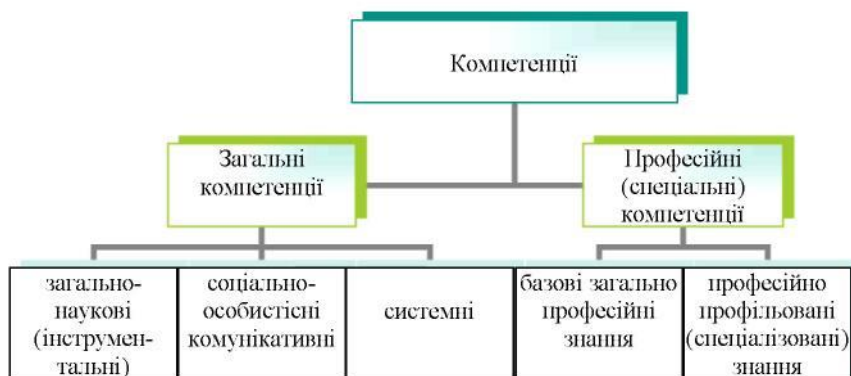 Компетенції
Загальні
компетенції
Професійні
(спеціальні)
компетенції
загально-
наукові
(інструмен-
тальні)
соціально-
особистісні
комунікативні
системні
базові загально
професійні
знання
професійно
профільовані
(спеціалізовані)
знання